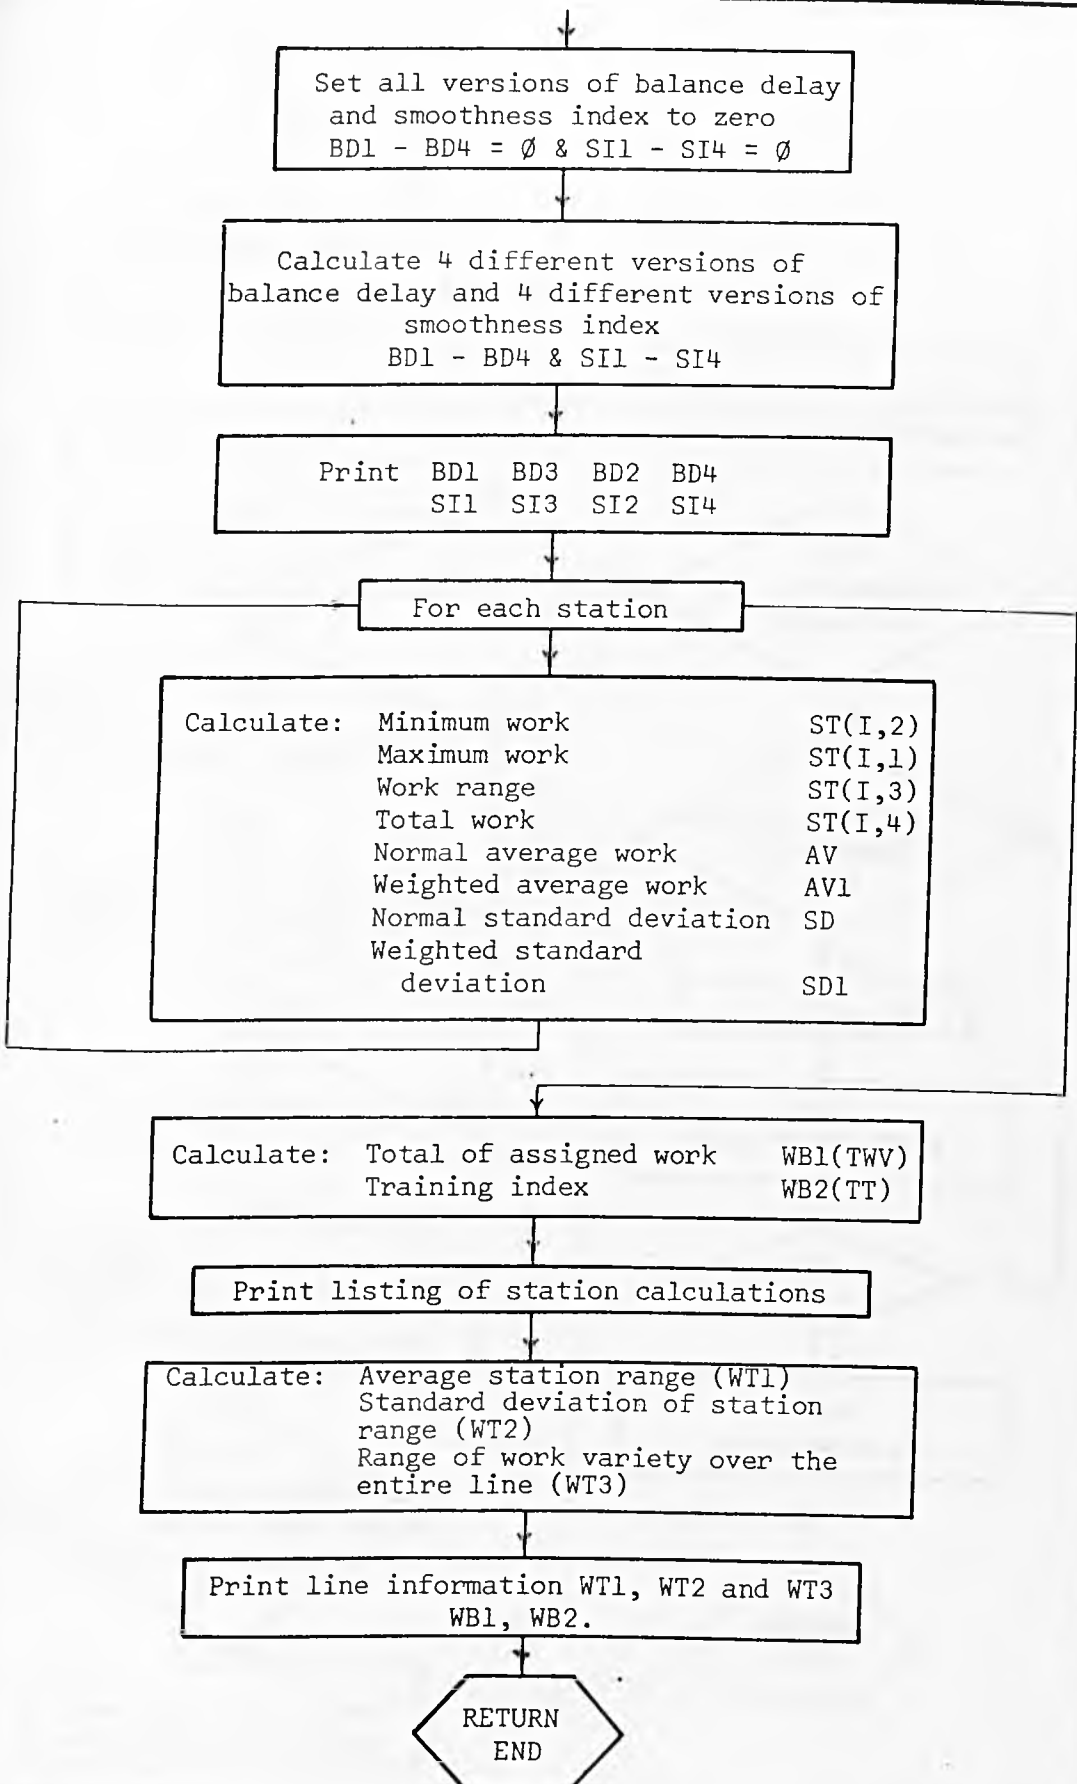 Set all versions of balance delay
and smoothness index to zero
BD1 - BD4 = Ø & SI1 - SI4 = Ø
Calculate 4 different versions of
balance delay and 4 different versions of
smoothness index
BD1 - BD4 & SI1 - SI4
Print BD1 BD3 BD2 BD4
SI1 SI3 SI2 SI4
For each station
Calculate: Minimum work ST(I,2)
Maximum work ST(I,1)
Work range ST(I,3)
Total work ST(I,4)
Normal average work AV
Weighted average work AV1
Normal standard deviation SD
Weighted standard
deviation SD1
Calculate: Total of assigned work WB1(TWV)
Training index WB2(TT)
Print listing of station calculations
Calculate: Average station range (WT1)
Standard deviation of station
range (WT2)
Range of work variety over the
entire line (WT3)
Print line information WT1, WT2 and WT3
WB1, WB2.
RETURN
END